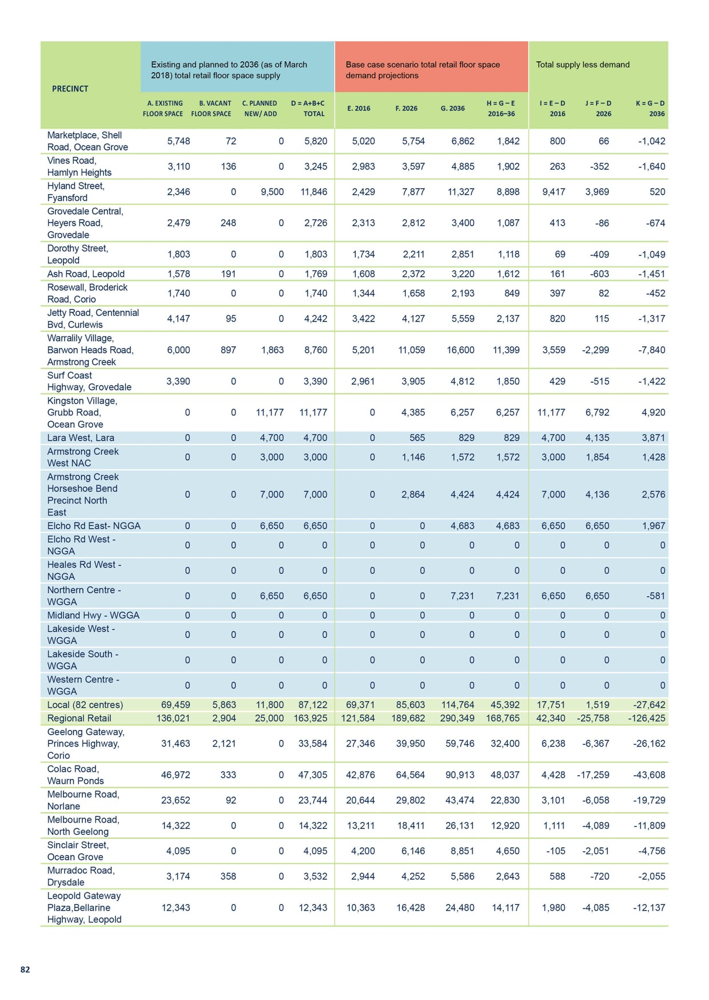 Existing and planned to 2036 (as of March
2018) total retail floor space supply
Base case scenario total retail floor space
demand projections
Total supply less demand
PRECINCT
A. EXISTING B. VACANT C. PLANNED D = A+B+C H = G – E I = E – D J = F – D K = G – D
FLOOR SPACE FLOOR SPACE NEW/ ADD TOTAL E. 2016 F. 2026 G. 2036 2016–36 2016 2026 2036
Marketplace, Shell
Road, Ocean Grove 5,748 72 0 5,820 5,020 5,754 6,862 1,842 800 66 -1,042
Vines Road,
Hamlyn Heights 3,110 136 0 3,245 2,983 3,597 4,885 1,902 263 -352 -1,640
Hyland Street,
Fyansford 2,346 0 9,500 11,846 2,429 7,877 11,327 8,898 9,417 3,969 520
Grovedale Central,
Heyers Road, 2,479 248 0 2,726 2,313 2,812 3,400 1,087 413 -86 -674
Grovedale
Dorothy Street,
Leopold 1,803 0 0 1,803 1,734 2,211 2,851 1,118 69 -409 -1,049
Ash Road, Leopold 1,578 191 0 1,769 1,608 2,372 3,220 1,612 161 -603 -1,451
Rosewall, Broderick
Road, Corio 1,740 0 0 1,740 1,344 1,658 2,193 849 397 82 -452
Jetty Road, Centennial
Bvd, Curlewis 4,147 95 0 4,242 3,422 4,127 5,559 2,137 820 115 -1,317
Warralily Village,
Barwon Heads Road, 6,000 897 1,863 8,760 5,201 11,059 16,600 11,399 3,559 -2,299 -7,840
Armstrong Creek
Surf Coast
Highway, Grovedale 3,390 0 0 3,390 2,961 3,905 4,812 1,850 429 -515 -1,422
Kingston Village,
Grubb Road, 0 0 11,177 11,177 0 4,385 6,257 6,257 11,177 6,792 4,920
Ocean Grove
Lara West, Lara 0 0 4,700 4,700 0 565 829 829 4,700 4,135 3,871
Armstrong Creek
West NAC 0 0 3,000 3,000 0 1,146 1,572 1,572 3,000 1,854 1,428
Armstrong Creek
Horseshoe Bend
Precinct North 0 0 7,000 7,000 0 2,864 4,424 4,424 7,000 4,136 2,576
East
Elcho Rd East- NGGA 0 0 6,650 6,650 0 0 4,683 4,683 6,650 6,650 1,967
Elcho Rd West -
NGGA 0 0 0 0 0 0 0 0 0 0 0
Heales Rd West -
NGGA 0 0 0 0 0 0 0 0 0 0 0
Northern Centre -
WGGA 0 0 6,650 6,650 0 0 7,231 7,231 6,650 6,650 -581
Midland Hwy - WGGA 0 0 0 0 0 0 0 0 0 0 0
Lakeside West -
WGGA 0 0 0 0 0 0 0 0 0 0 0
Lakeside South -
WGGA 0 0 0 0 0 0 0 0 0 0 0
Western Centre -
WGGA 0 0 0 0 0 0 0 0 0 0 0
Local (82 centres) 69,459 5,863 11,800 87,122 69,371 85,603 114,764 45,392 17,751 1,519 -27,642
Regional Retail 136,021 2,904 25,000 163,925 121,584 189,682 290,349 168,765 42,340 -25,758 -126,425
Geelong Gateway,
Princes Highway, 31,463 2,121 0 33,584 27,346 39,950 59,746 32,400 6,238 -6,367 -26,162
Corio
Colac Road,
Waurn Ponds 46,972 333 0 47,305 42,876 64,564 90,913 48,037 4,428 -17,259 -43,608
Melbourne Road,
Norlane 23,652 92 0 23,744 20,644 29,802 43,474 22,830 3,101 -6,058 -19,729
Melbourne Road,
North Geelong 14,322 0 0 14,322 13,211 18,411 26,131 12,920 1,111 -4,089 -11,809
Sinclair Street,
Ocean Grove 4,095 0 0 4,095 4,200 6,146 8,851 4,650 -105 -2,051 -4,756
Murradoc Road,
Drysdale 3,174 358 0 3,532 2,944 4,252 5,586 2,643 588 -720 -2,055
Leopold Gateway
Plaza,Bellarine 12,343 0 0 12,343 10,363 16,428 24,480 14,117 1,980 -4,085 -12,137
Highway, Leopold
82